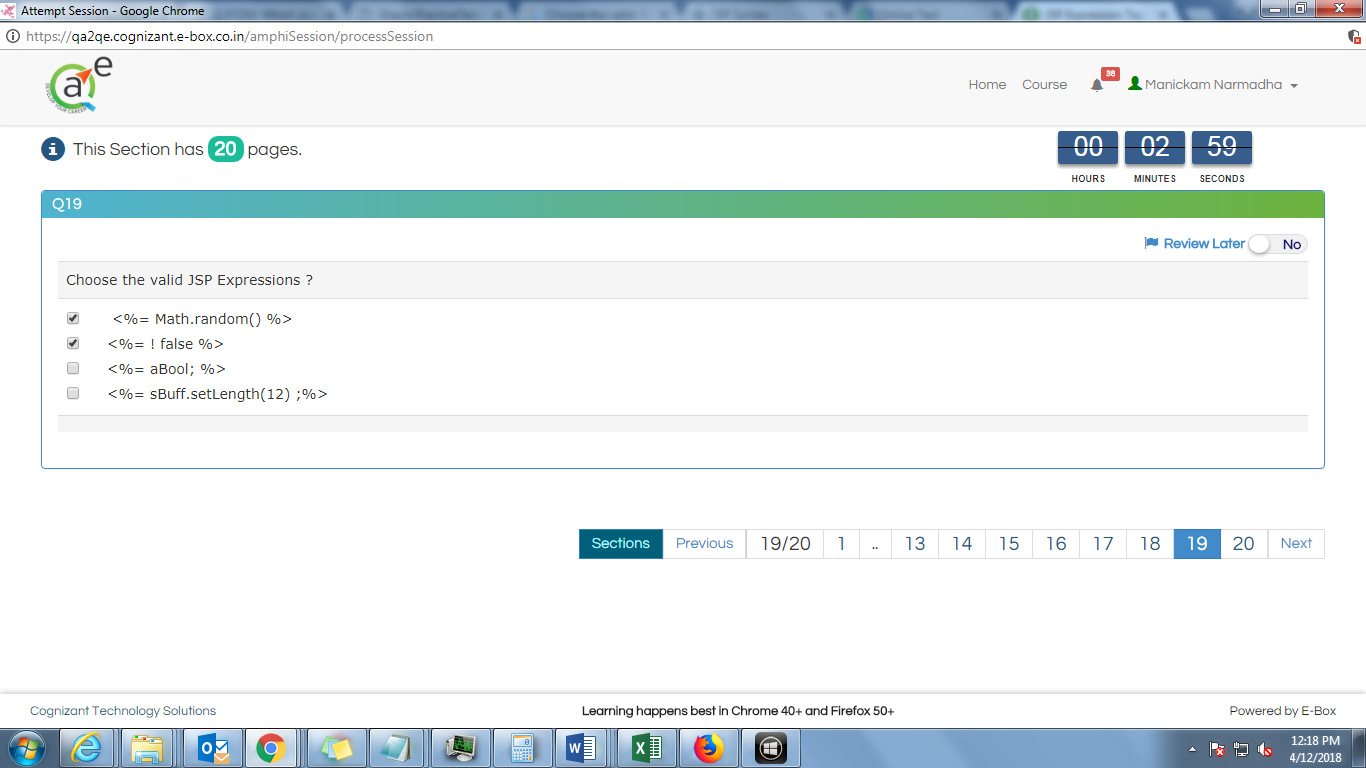 Attempt Session - Google Chrome
https://qa2qe.cognizant.e-box.co.in/amphiSession/processSession
a e
Home Course 38 Manickam Narmadha
This Section has 20 pages.
00 02 59
HOURS MINUTES SECONDS
Q19
Review Later No
Choose the valid JSP Expressions ?
<%= Math.random() %>
<%= ! false %>
<%= aBool; %>
<%= sBuff.setLength(12) ;%>
Sections Previous 19/20 1 .. 13 14 15 16 17 18 19 20 Next
Cognizant Technology Solutions Learning happens best in Chrome 40+ and Firefox 50+ Powered by E-Box
12:18 PM
4/12/2018